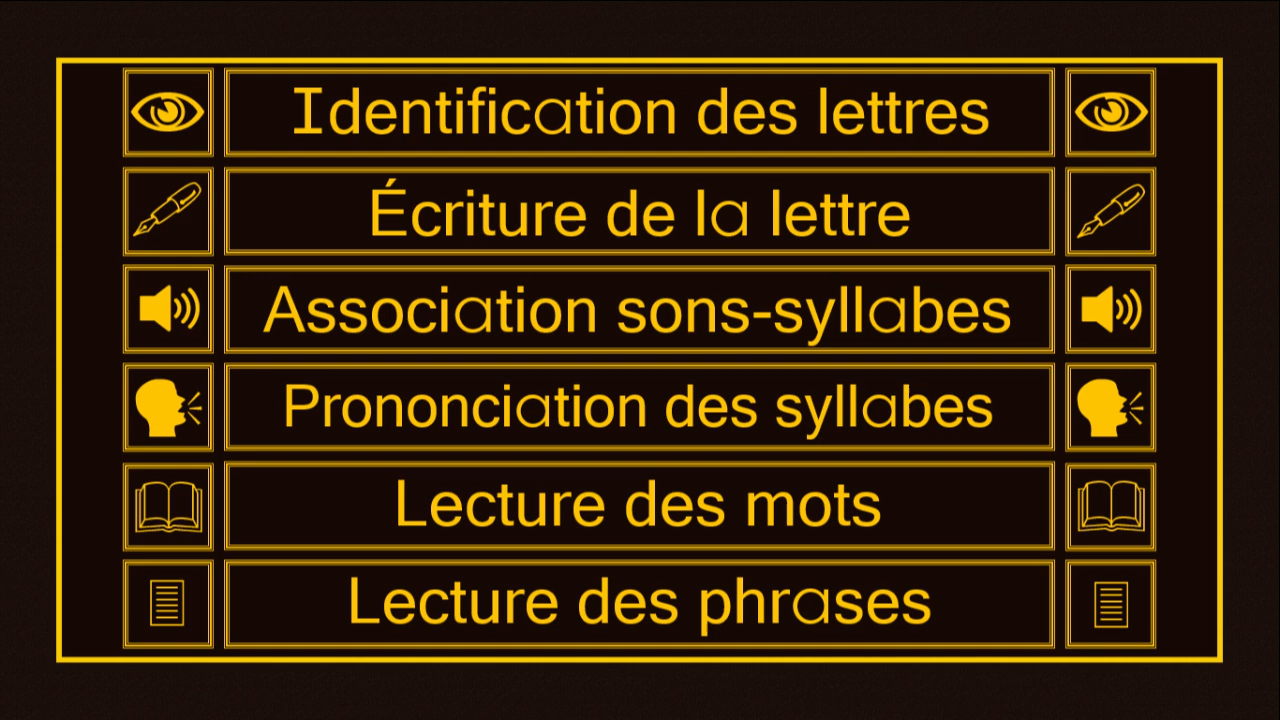 Identification des lettres
Écriture de la lettre
Association sons-syllabes
Prononciation des syllabes
Lecture des mots
Lecture des phrases